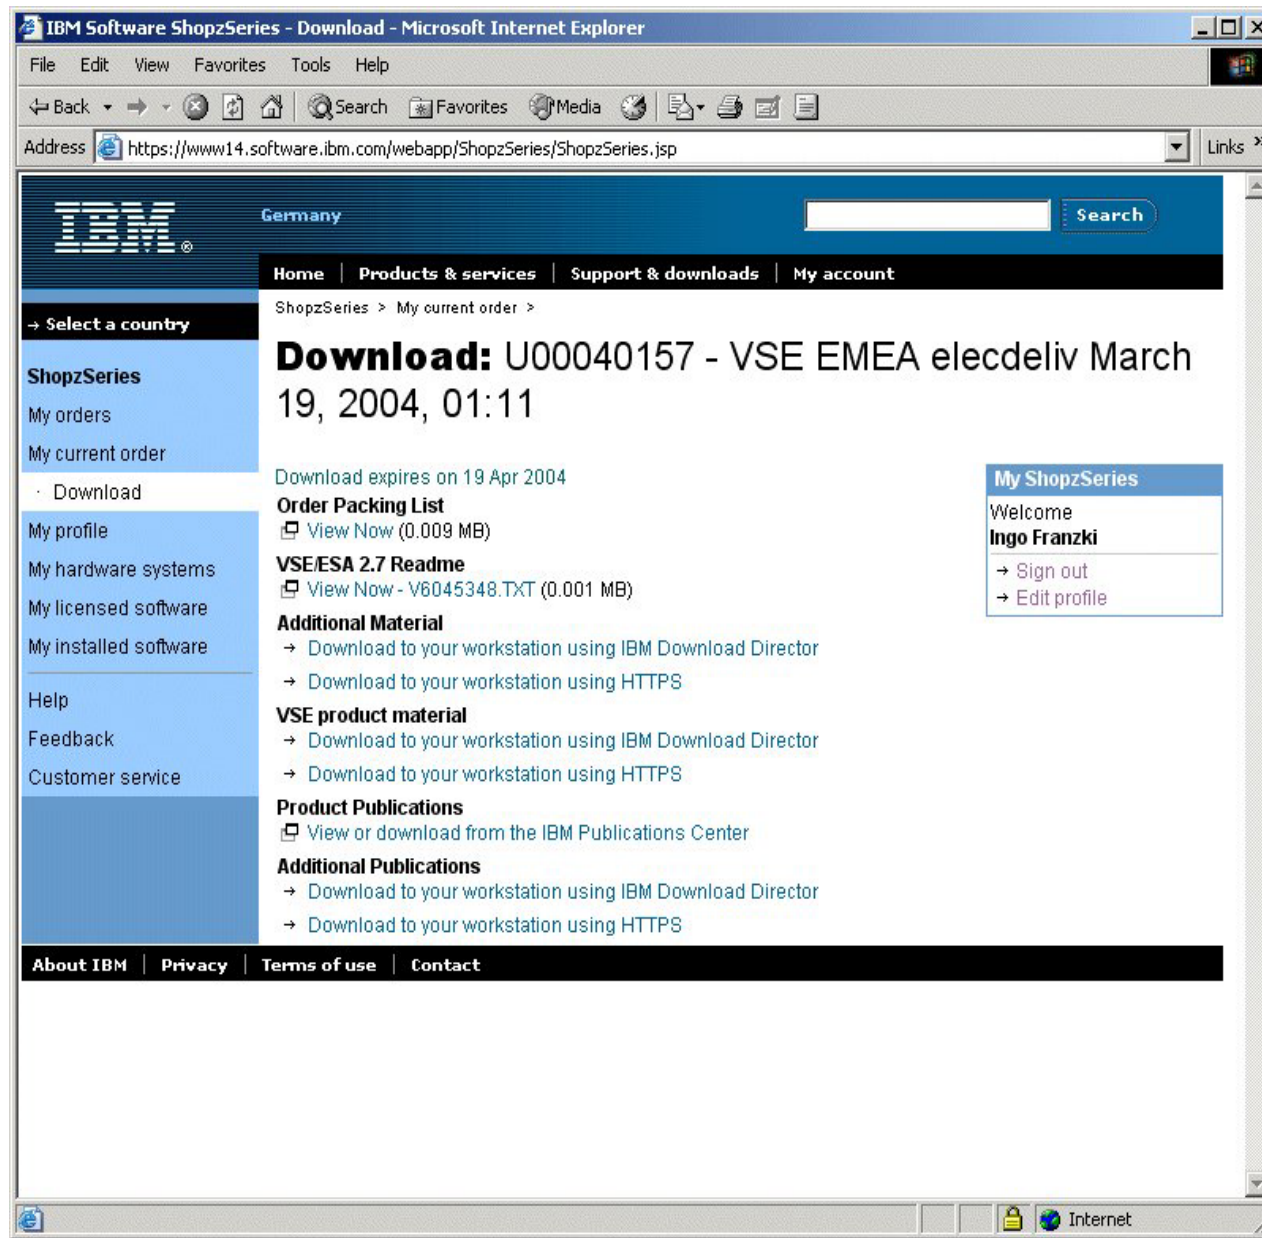 IBM Software ShopzSeries - Download - Microsoft Internet Explorer
File Edit View Favorites Tools Help
Back Search Favorites Media
Address https://www14.software.ibm.com/webapp/ShopzSeries/ShopzSeries.jsp Links »
IBM ® Germany Search
Home | Products & services | Support & downloads | My account
→ Select a country
ShopzSeries
My orders
My current order
· Download
My profile
My hardware systems
My licensed software
My installed software
Help
Feedback
Customer service
ShopzSeries > My current order >
Download: U00040157 - VSE EMEA elecdeliv March
19, 2004, 01:11
Download expires on 19 Apr 2004
Order Packing List
View Now (0.009 MB)
VSE/ESA 2.7 Readme
View Now - V6045348.TXT (0.001 MB)
Additional Material
→ Download to your workstation using IBM Download Director
→ Download to your workstation using HTTPS
VSE product material
→ Download to your workstation using IBM Download Director
→ Download to your workstation using HTTPS
Product Publications
View or download from the IBM Publications Center
Additional Publications
→ Download to your workstation using IBM Download Director
→ Download to your workstation using HTTPS
My ShopzSeries
Welcome
Ingo Franzki
→ Sign out
→ Edit profile
About IBM | Privacy | Terms of use | Contact
Internet